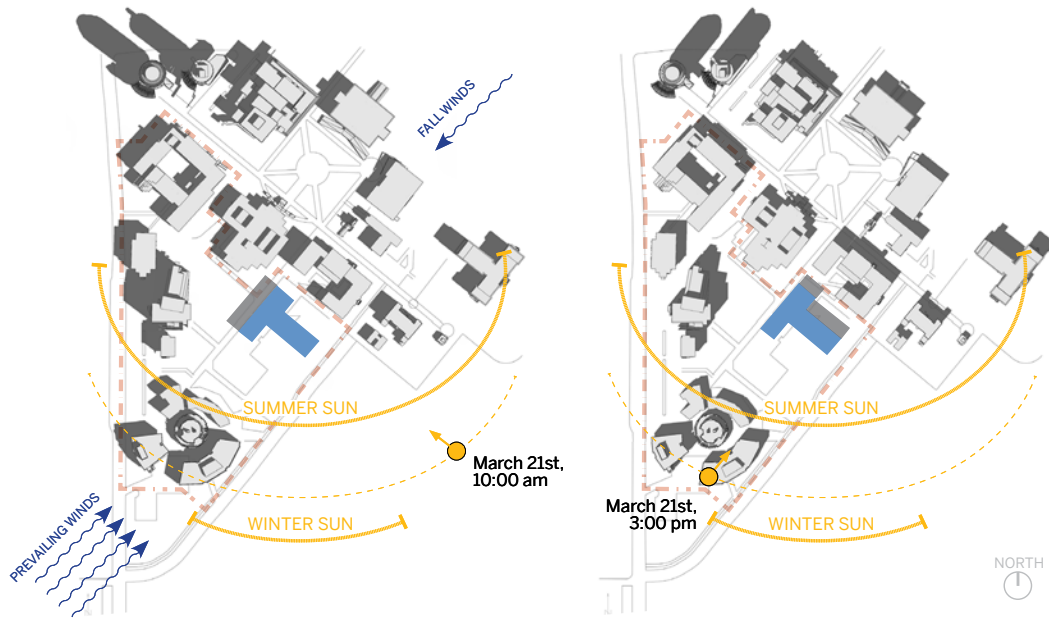 FALL WINDS
SUMMER SUN
March 21st,
10:00 am
WINTER SUN
PREVAILING WINDS
SUMMER SUN
March 21st,
3:00 pm
WINTER SUN
NORTH